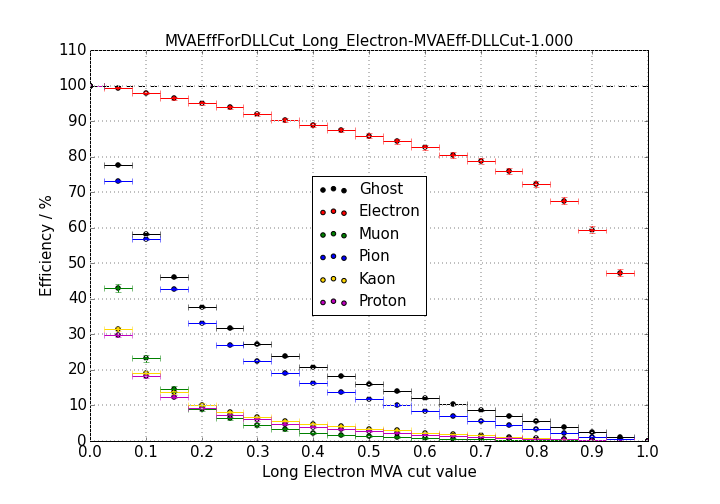 MVAEffForDLLCut_Long_Electron-MVAEff-DLLCut-1.000
110
100
90
80
70
60
50
40
30
20
10
0
Efficiency / %
Ghost
Electron
Muon
Pion
Kaon
Proton
0.0 0.1 0.2 0.3 0.4 0.5 0.6 0.7 0.8 0.9 1.0
Long Electron MVA cut value